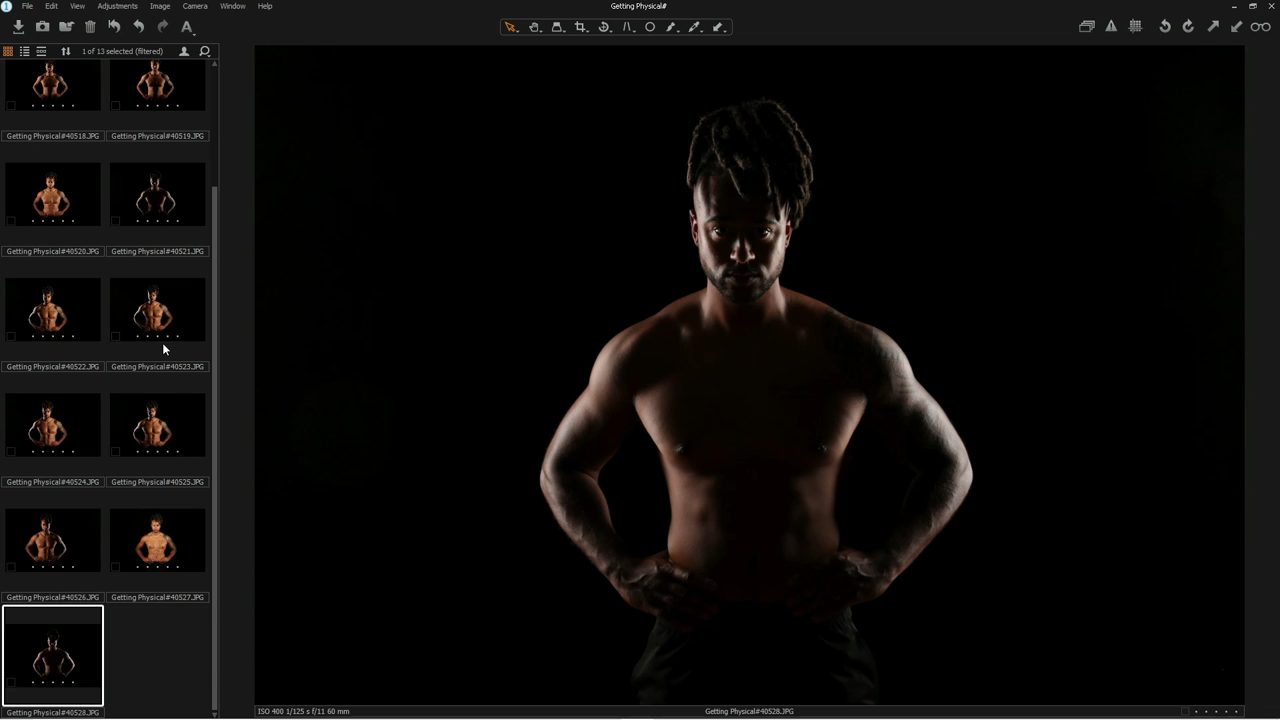 File Edit View Adjustments Image Camera Window Help
Getting Physical#
1 of 13 selected (filtered)
Getting Physical#40518.JPG Getting Physical#40519.JPG
Getting Physical#40520.JPG Getting Physical#40521.JPG
Getting Physical#40522.JPG Getting Physical#40523.JPG
Getting Physical#40524.JPG Getting Physical#40525.JPG
Getting Physical#40526.JPG Getting Physical#40527.JPG
Getting Physical#40528.JPG
ISO 400 1/125 s f/11 60 mm
Getting Physical#40528.JPG